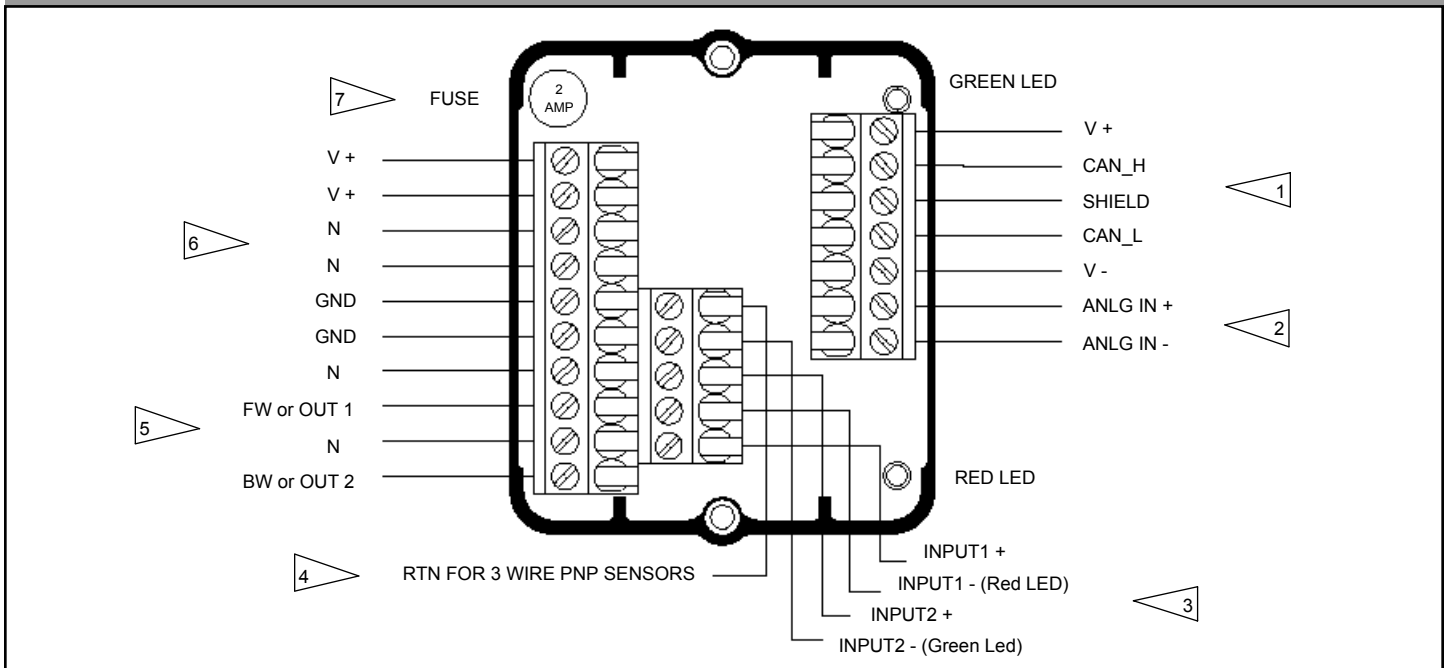 7
FUSE
2
AMP
GREEN LED
V +
V +
N
N
GND
GND
N
FW or OUT 1
N
BW or OUT 2
6
5
V +
CAN_H
SHIELD
CAN_L
V -
ANLG IN +
ANLG IN -
1
2
RED LED
4
RTN FOR 3 WIRE PNP SENSORS
INPUT1 +
INPUT1 - (Red LED)
INPUT2 +
INPUT2 - (Green Led)
3